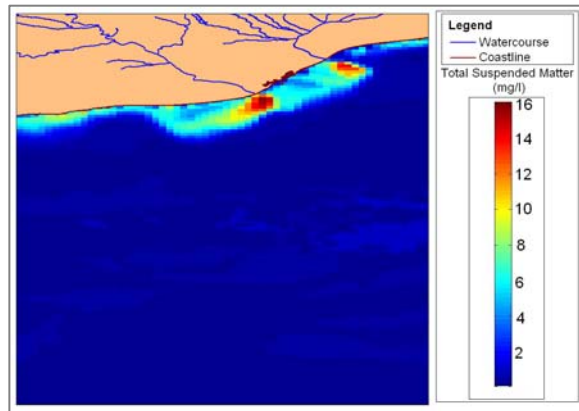 Legend
Watercourse
Coastline
Total Suspended Matter
(mg/l)
16
14
12
10
8
6
4
2